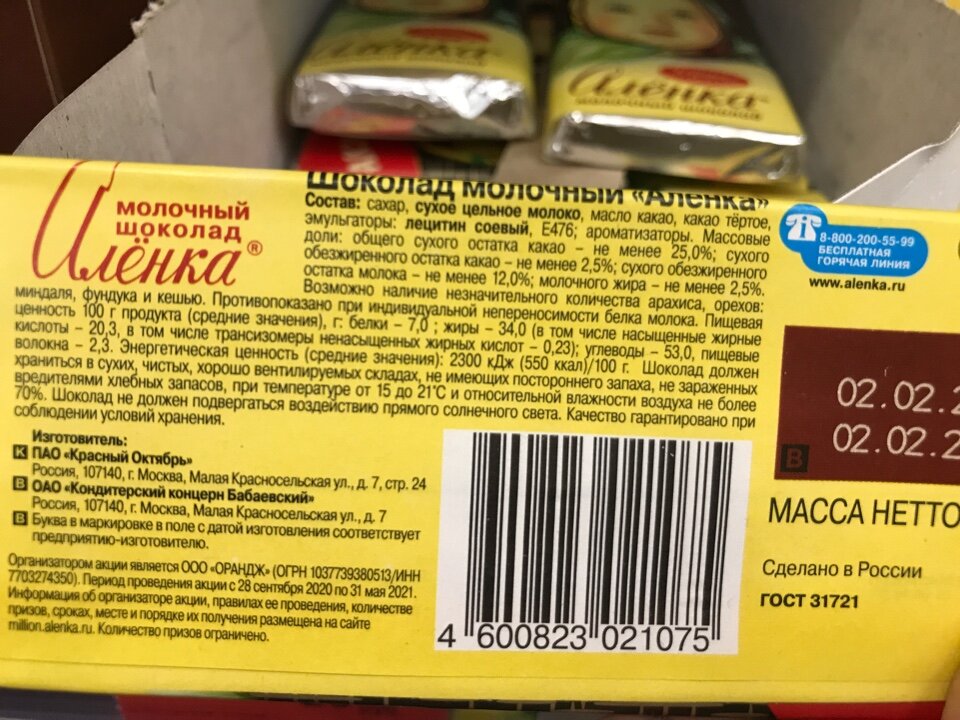 Алёнка
Алёнка
молочный шоколад
МОЛОЧНЫЙ
ШОКОЛАД
Алёнка®
Шоколад молочный «Алёнка»
Состав: сахар, сухое цельное молоко, масло какао, какао тёртое,
эмульгаторы: лецитин соевый, Е476; ароматизаторы. Массовые
доли: общего сухого остатка какао – не менее 25,0%; сухого
обезжиренного остатка какао – не менее 2,5%; сухого обезжиренного
остатка молока – не менее 12,0%; молочного жира – не менее 2,5%.
Возможно наличие незначительного количества арахиса, орехов:
миндаля, фундука и кешью. Противопоказано при индивидуальной непереносимости белка молока. Пищевая
ценность 100 г продукта (средние значения), г: белки – 7,0 ; жиры – 34,0 (в том числе насыщенные жирные
кислоты – 20,3, в том числе трансизомеры ненасыщенных жирных кислот – 0,23); углеводы – 53,0, пищевые
волокна – 2,3. Энергетическая ценность (средние значения): 2300 кДж (550 ккал)/100 г. Шоколад должен
храниться в сухих, чистых, хорошо вентилируемых складах, не имеющих постороннего запаха, не зараженных
вредителями хлебных запасов, при температуре от 15 до 21°С и относительной влажности воздуха не более
70%. Шоколад не должен подвергаться воздействию прямого солнечного света. Качество гарантировано при
соблюдении условий хранения.
8-800-200-55-99
БЕСПЛАТНАЯ
ГОРЯЧАЯ ЛИНИЯ
www.alenka.ru
Изготовитель:
К ПАО «Красный Октябрь»
Россия, 107140, г. Москва, Малая Красносельская ул., д. 7, стр. 24
В ОАО «Кондитерский концерн Бабаевский»
Россия, 107140, г. Москва, Малая Красносельская ул., д. 7
В Буква в маркировке в поле с датой изготовления соответствует
предприятию-изготовителю.
Организатором акции является ООО «ОРАНДЖ» (ОГРН 1037739380513/ИНН
7703274350). Период проведения акции с 28 сентября 2020 по 31 мая 2021.
Информация об организаторе акции, правилах ее проведения, количестве
призов, сроках, месте и порядке их получения размещена на сайте
million.alenka.ru. Количество призов ограничено.
4 600823 021075
02.02.2
02.02.2
В
МАССА НЕТТО
Сделано в России
ГОСТ 31721